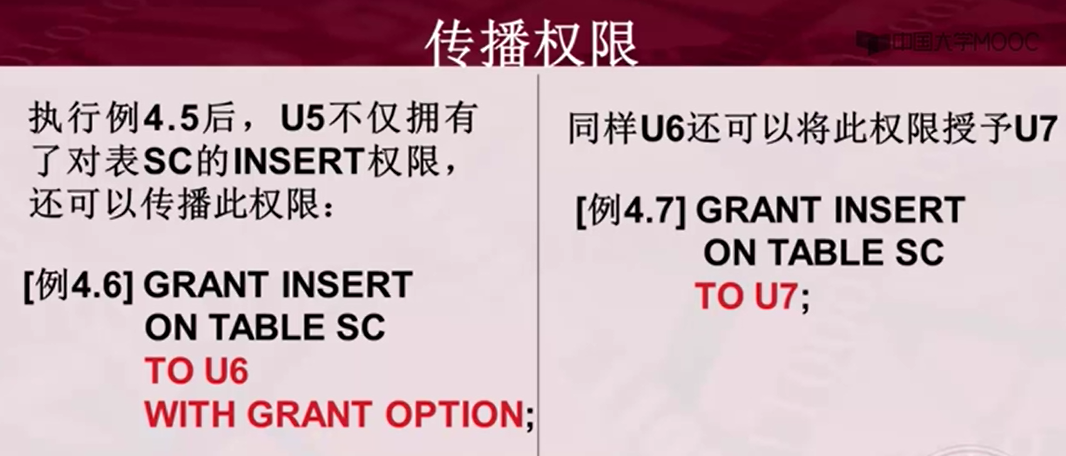 传播权限
中国大学MOOC
执行例4.5后，U5不仅拥有
了对表SC的INSERT权限，
还可以传播此权限：
[例4.6] GRANT INSERT
ON TABLE SC
TO U6
WITH GRANT OPTION;
同样U6还可以将此权限授予U7
[例4.7] GRANT INSERT
ON TABLE SC
TO U7;